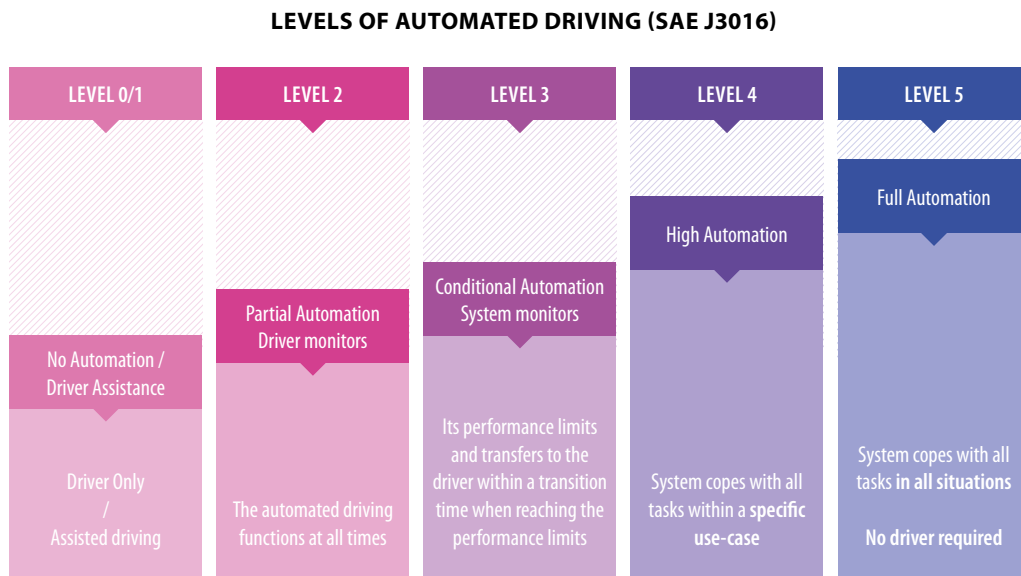 LEVELS OF AUTOMATED DRIVING (SAE J3016)
LEVEL 0/1
No Automation /
Driver Assistance
Driver Only
/
Assisted driving
LEVEL 2
Partial Automation
Driver monitors
The automated driving
functions at all times
LEVEL 3
Conditional Automation
System monitors
Its performance limits
and transfers to the
driver within a transition
time when reaching the
performance limits
LEVEL 4
High Automation
System copes with all
tasks within a specific
use-case
LEVEL 5
Full Automation
System copes with all
tasks in all situations
No driver required